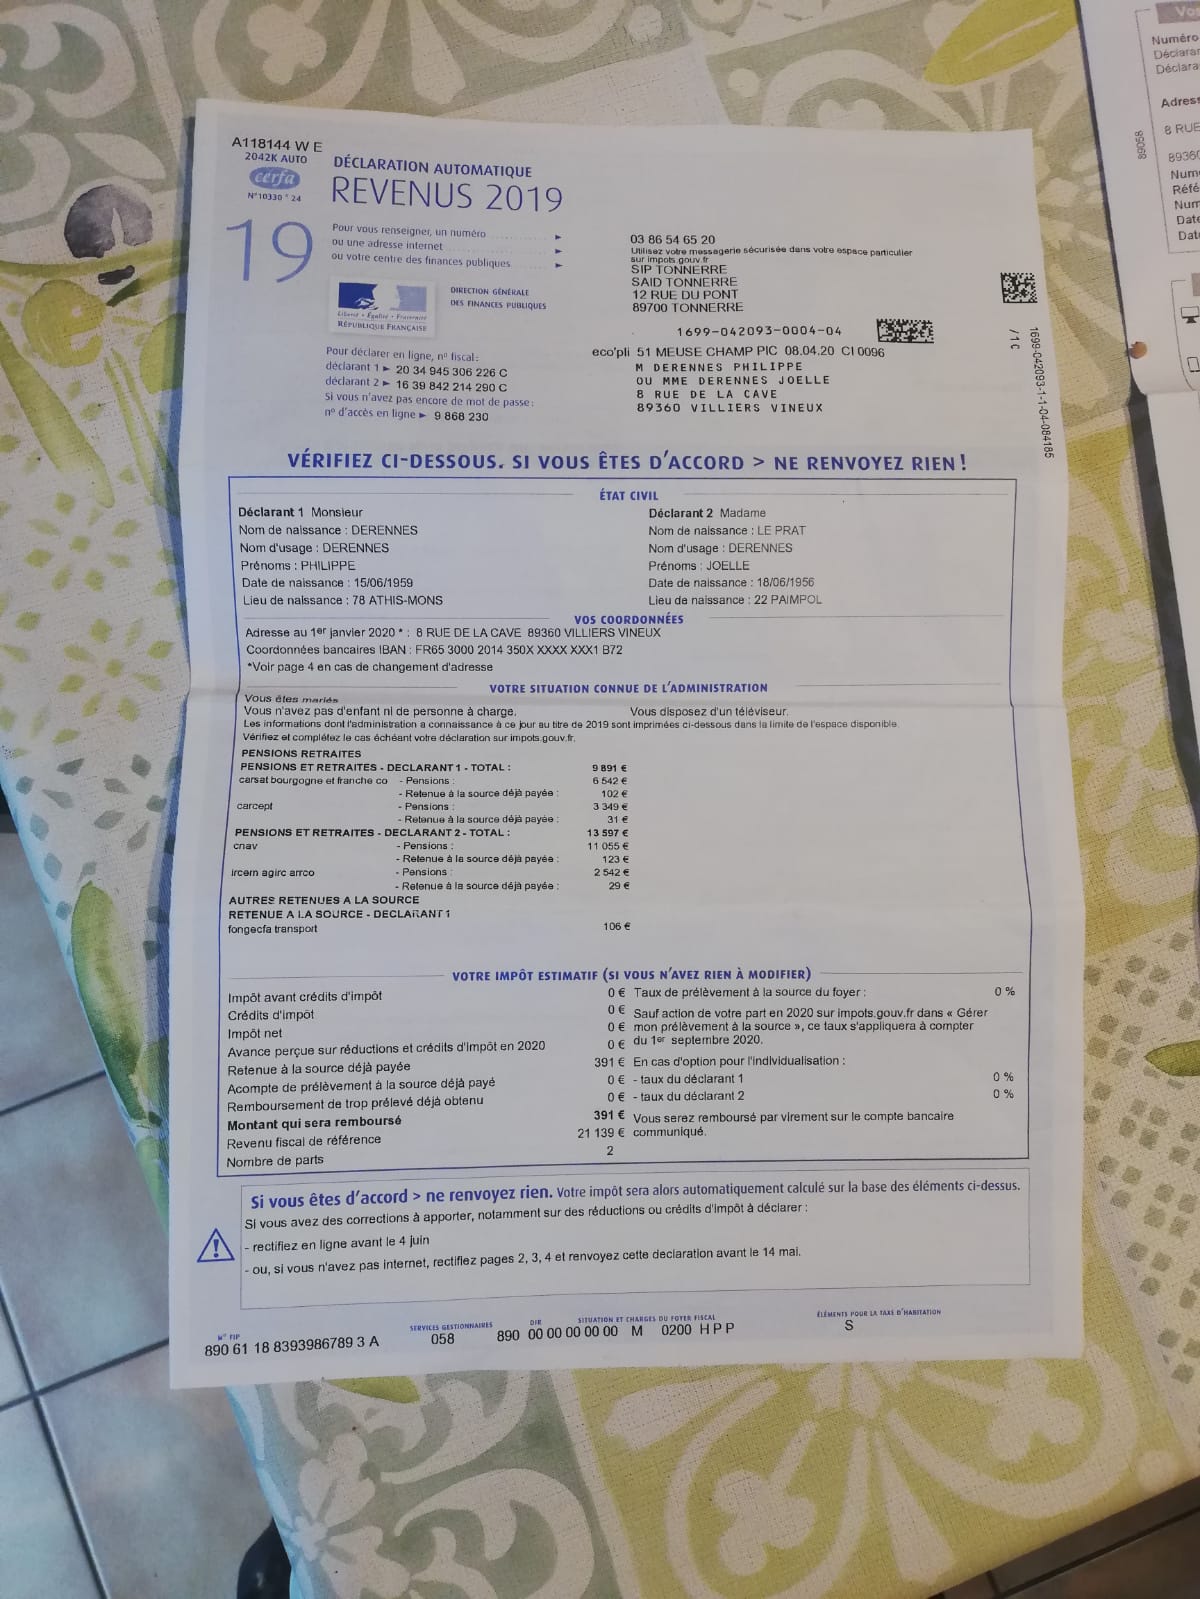 A118144 W E
2042K AUTO
cerfa
N°10330 * 24
DÉCLARATION AUTOMATIQUE
REVENUS 2019
19
Pour vous renseigner, un numéro
ou une adresse internet
ou votre centre des finances publiques
03 86 54 65 20
Utilisez votre messagerie sécurisée dans votre espace particulier
sur impots.gouv.fr
SIP TONNERRE
SAID TONNERRE
12 RUE DU PONT
89700 TONNERRE
Liberté • Égalité • Fraternité
RÉPUBLIQUE FRANÇAISE
DIRECTION GÉNÉRALE
DES FINANCES PUBLIQUES
1699-042093-0004-04
eco'pli 51 MEUSE CHAMP PIC 08.04.20 CI 0096
M DERENNES PHILIPPE
OU MME DERENNES JOELLE
8 RUE DE LA CAVE
89360 VILLIERS VINEUX
Pour déclarer en ligne, n° fiscal:
déclarant 1 ► 20 34 945 306 226 C
déclarant 2 ► 16 39 842 214 290 C
Si vous n'avez pas encore de mot de passe:
n° d'accès en ligne ► 9 868 230
/1C
1699-042093-1-1-04-084185
VÉRIFIEZ CI-DESSOUS. SI VOUS ÊTES D'ACCORD > NE RENVOYEZ RIEN!
ÉTAT CIVIL
Déclarant 1 Monsieur
Nom de naissance : DERENNES
Nom d'usage : DERENNES
Prénoms : PHILIPPE
Date de naissance : 15/06/1959
Lieu de naissance : 78 ATHIS-MONS
Déclarant 2 Madame
Nom de naissance : LE PRAT
Nom d'usage : DERENNES
Prénoms : JOELLE
Date de naissance : 18/06/1956
Lieu de naissance : 22 PAIMPOL
VOS COORDONNÉES
Adresse au 1er janvier 2020 * : 8 RUE DE LA CAVE 89360 VILLIERS VINEUX
Coordonnées bancaires IBAN : FR65 3000 2014 350X XXXX XXX1 B72
*Voir page 4 en cas de changement d'adresse
VOTRE SITUATION CONNUE DE L'ADMINISTRATION
Vous êtes mariés
Vous n'avez pas d'enfant ni de personne à charge. Vous disposez d'un téléviseur.
Les informations dont l'administration a connaissance à ce jour au titre de 2019 sont imprimées ci-dessous dans la limite de l'espace disponible.
Vérifiez et complétez le cas échéant votre déclaration sur impots.gouv.fr.
PENSIONS RETRAITES
PENSIONS ET RETRAITES - DECLARANT 1 - TOTAL : 9 891 €
carsat bourgogne et franche co - Pensions : 6 542 €
- Retenue à la source déjà payée : 102 €
carcept - Pensions : 3 349 €
- Retenue à la source déjà payée : 31 €
PENSIONS ET RETRAITES - DECLARANT 2 - TOTAL : 13 597 €
cnav - Pensions : 11 055 €
- Retenue à la source déjà payée : 123 €
ircem agirc arrco - Pensions : 2 542 €
- Retenue à la source déjà payée : 29 €
AUTRES RETENUES A LA SOURCE
RETENUE A LA SOURCE - DECLARANT 1
fongecfa transport 106 €
VOTRE IMPÔT ESTIMATIF (SI VOUS N'AVEZ RIEN À MODIFIER)
Impôt avant crédits d'impôt 0 €
Crédits d'impôt 0 €
Impôt net 0 €
Avance perçue sur réductions et crédits d'impôt en 2020 0 €
Retenue à la source déjà payée 391 €
Acompte de prélèvement à la source déjà payé 0 €
Remboursement de trop prélevé déjà obtenu 0 €
Montant qui sera remboursé 391 €
Revenu fiscal de référence 21 139 €
Nombre de parts 2
Taux de prélèvement à la source du foyer : 0 %
Sauf action de votre part en 2020 sur impots.gouv.fr dans « Gérer
mon prélèvement à la source », ce taux s'appliquera à compter
du 1er septembre 2020.
En cas d'option pour l'individualisation :
- taux du déclarant 1 0 %
- taux du déclarant 2 0 %
Vous serez remboursé par virement sur le compte bancaire
communiqué.
Si vous êtes d'accord > ne renvoyez rien. Votre impôt sera alors automatiquement calculé sur la base des éléments ci-dessus.
Si vous avez des corrections à apporter, notamment sur des réductions ou crédits d'impôt à déclarer :
- rectifiez en ligne avant le 4 juin
- ou, si vous n'avez pas internet, rectifiez pages 2, 3, 4 et renvoyez cette declaration avant le 14 mai.
N° FIP
890 61 18 8393986789 3 A
SERVICES GESTIONNAIRES
058
DIR
890
SITUATION ET CHARGES DU FOYER FISCAL
00 00 00 00 00 M 0200 H P P
ÉLÉMENTS POUR LA TAXE D'HABITATION
S
Vos
Numéro
Déclarar
Déclara
Adress
8 RUE
89360
Num
Réfé
Num
Date
Date
89058